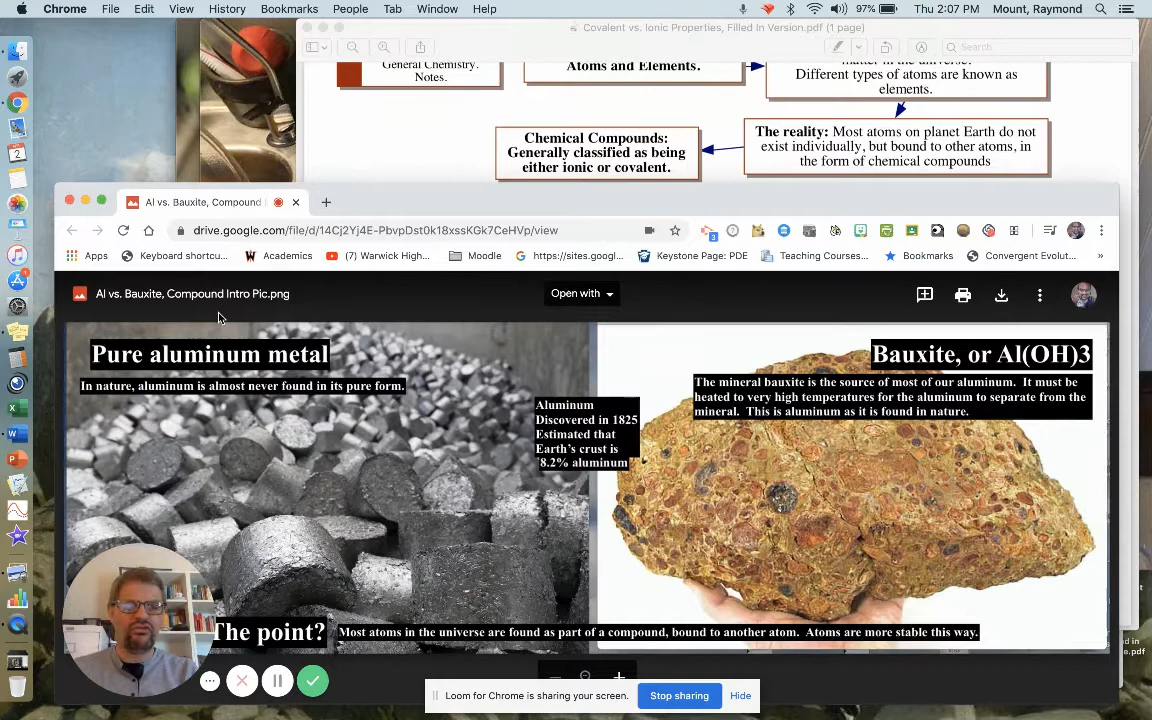 Chrome File Edit View History Bookmarks People Tab Window Help 97% Thu 2:07 PM Mount, Raymond
Covalent vs. Ionic Properties, Filled In Version.pdf (1 page)
Search
General Chemistry.
Notes.
Atoms and Elements.
matter in the universe.
Different types of atoms are known as
elements.
Chemical Compounds:
Generally classified as being
either ionic or covalent.
The reality: Most atoms on planet Earth do not
exist individually, but bound to other atoms, in
the form of chemical compounds
Al vs. Bauxite, Compound
drive.google.com/file/d/14Cj2Yj4E-PbvpDst0k18xssKGk7CeHVp/view
3
Apps Keyboard shortcu... Academics (7) Warwick High... Moodle https://sites.googl... Keystone Page: PDE Teaching Courses... Bookmarks Convergent Evolut... »
Al vs. Bauxite, Compound Intro Pic.png
Open with
Pure aluminum metal
In nature, aluminum is almost never found in its pure form.
Bauxite, or Al(OH)3
The mineral bauxite is the source of most of our aluminum. It must be
heated to very high temperatures for the aluminum to separate from the
mineral. This is aluminum as it is found in nature.
Aluminum
Discovered in 1825
Estimated that
Earth's crust is
8.2% aluminum
The point? Most atoms in the universe are found as part of a compound, bound to another atom. Atoms are more stable this way.
Loom for Chrome is sharing your screen. Stop sharing Hide
2
e.pdf